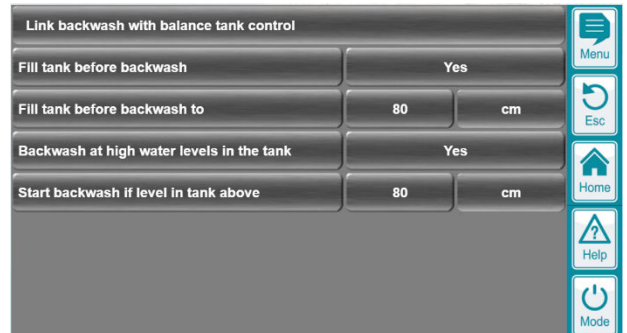 Link backwash with balance tank control
Menu
Fill tank before backwash Yes
Fill tank before backwash to 80 cm
Esc
Backwash at high water levels in the tank Yes
Start backwash if level in tank above 80 cm
Home
Help
Mode